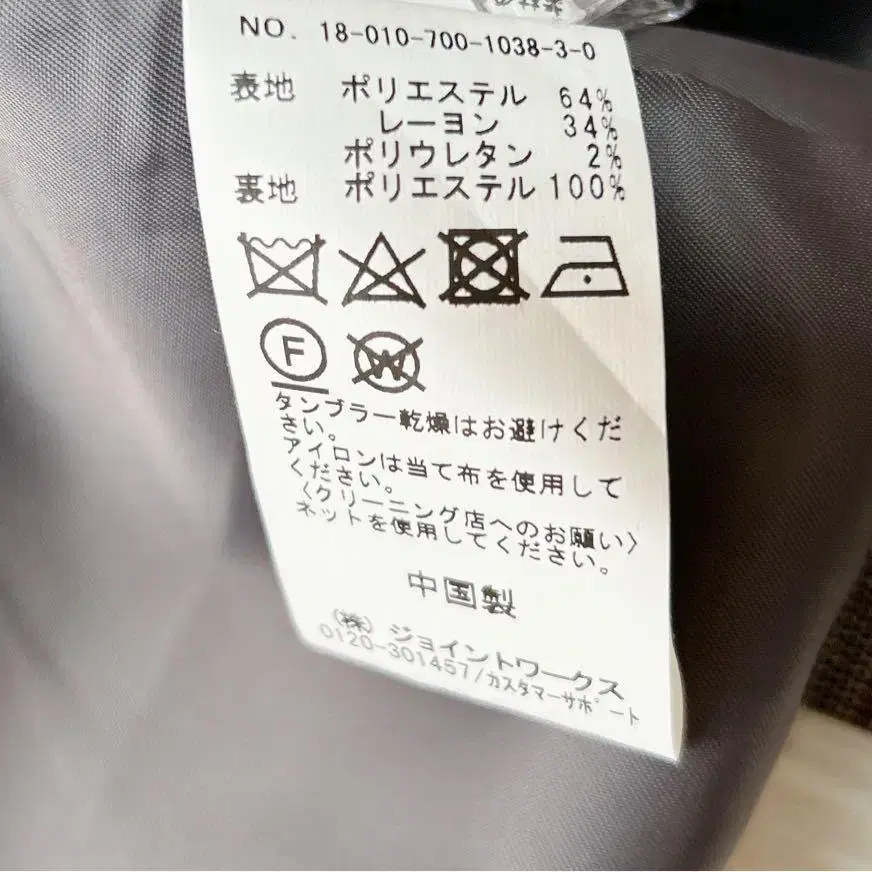 NO. 18-010-700-1038-3-0
表地 ポリエステル 64%
レーヨン 34%
ポリウレタン 2%
裏地 ポリエステル 100%
F
W
タンブラー乾燥はお避けくだ
さい。
アイロンは当て布を使用して
ください。
〈クリーニング店へのお願い〉
ネットを使用してください。
中国製
(株) ジョイントワークス
0120-301457/カスタマーサポート